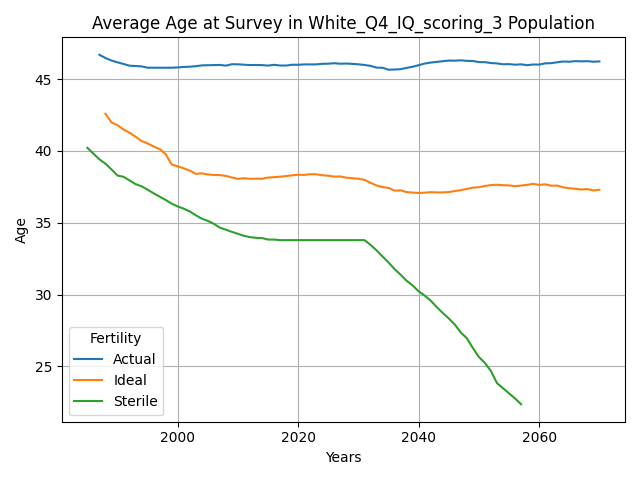 Average Age at Survey in White_Q4_IQ_scoring_3 Population
Age
45
40
35
30
25
Fertility
Actual
Ideal
Sterile
2000
2020
2040
2060
Years